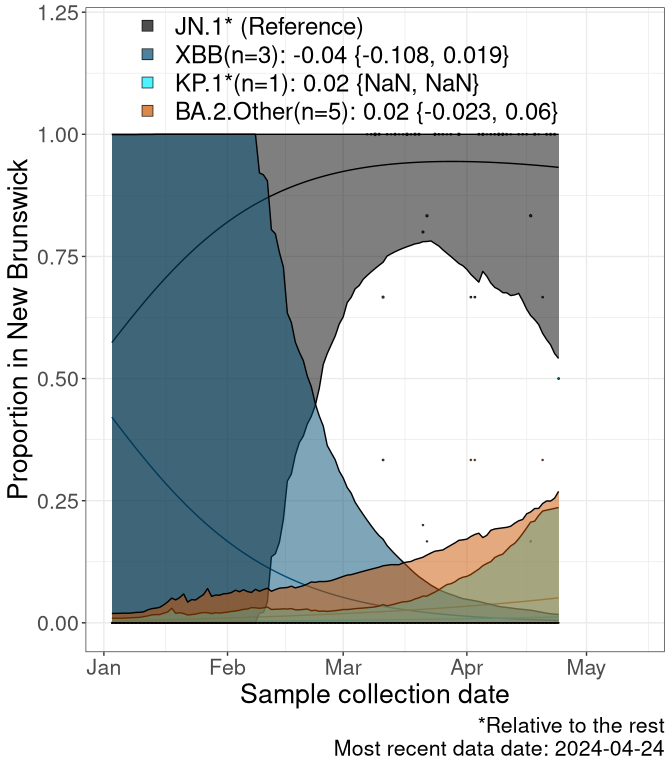 JN.1* (Reference)
XBB(n=3): -0.04 {-0.108, 0.019}
KP.1*(n=1): 0.02 {NaN, NaN}
BA.2.Other(n=5): 0.02 {-0.023, 0.06}
1.25
1.00
0.75
0.50
0.25
0.00
Proportion in New Brunswick
Jan Feb Mar Apr May
Sample collection date
*Relative to the rest
Most recent data date: 2024-04-24